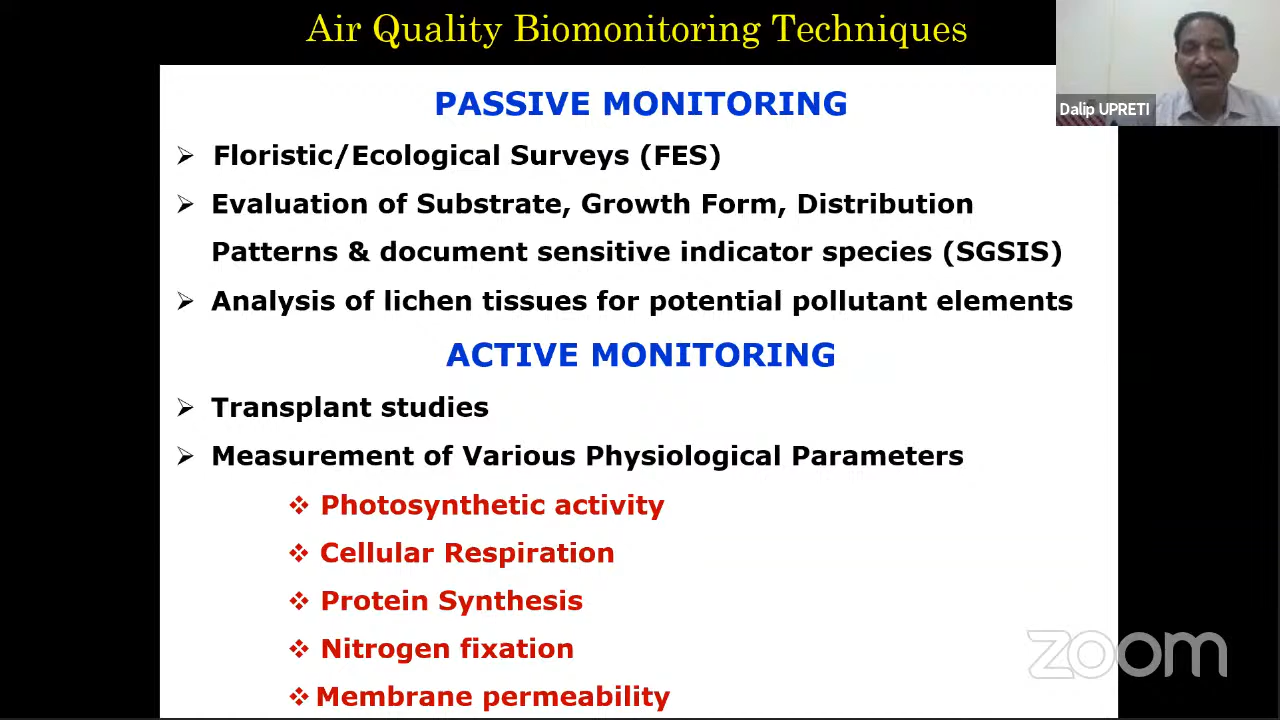 Air Quality Biomonitoring Techniques
Dalip UPRETI
PASSIVE MONITORING
Floristic/Ecological Surveys (FES)
Evaluation of Substrate, Growth Form, Distribution
Patterns & document sensitive indicator species (SGSIS)
Analysis of lichen tissues for potential pollutant elements
ACTIVE MONITORING
Transplant studies
Measurement of Various Physiological Parameters
Photosynthetic activity
Cellular Respiration
Protein Synthesis
Nitrogen fixation
Membrane permeability
zoom